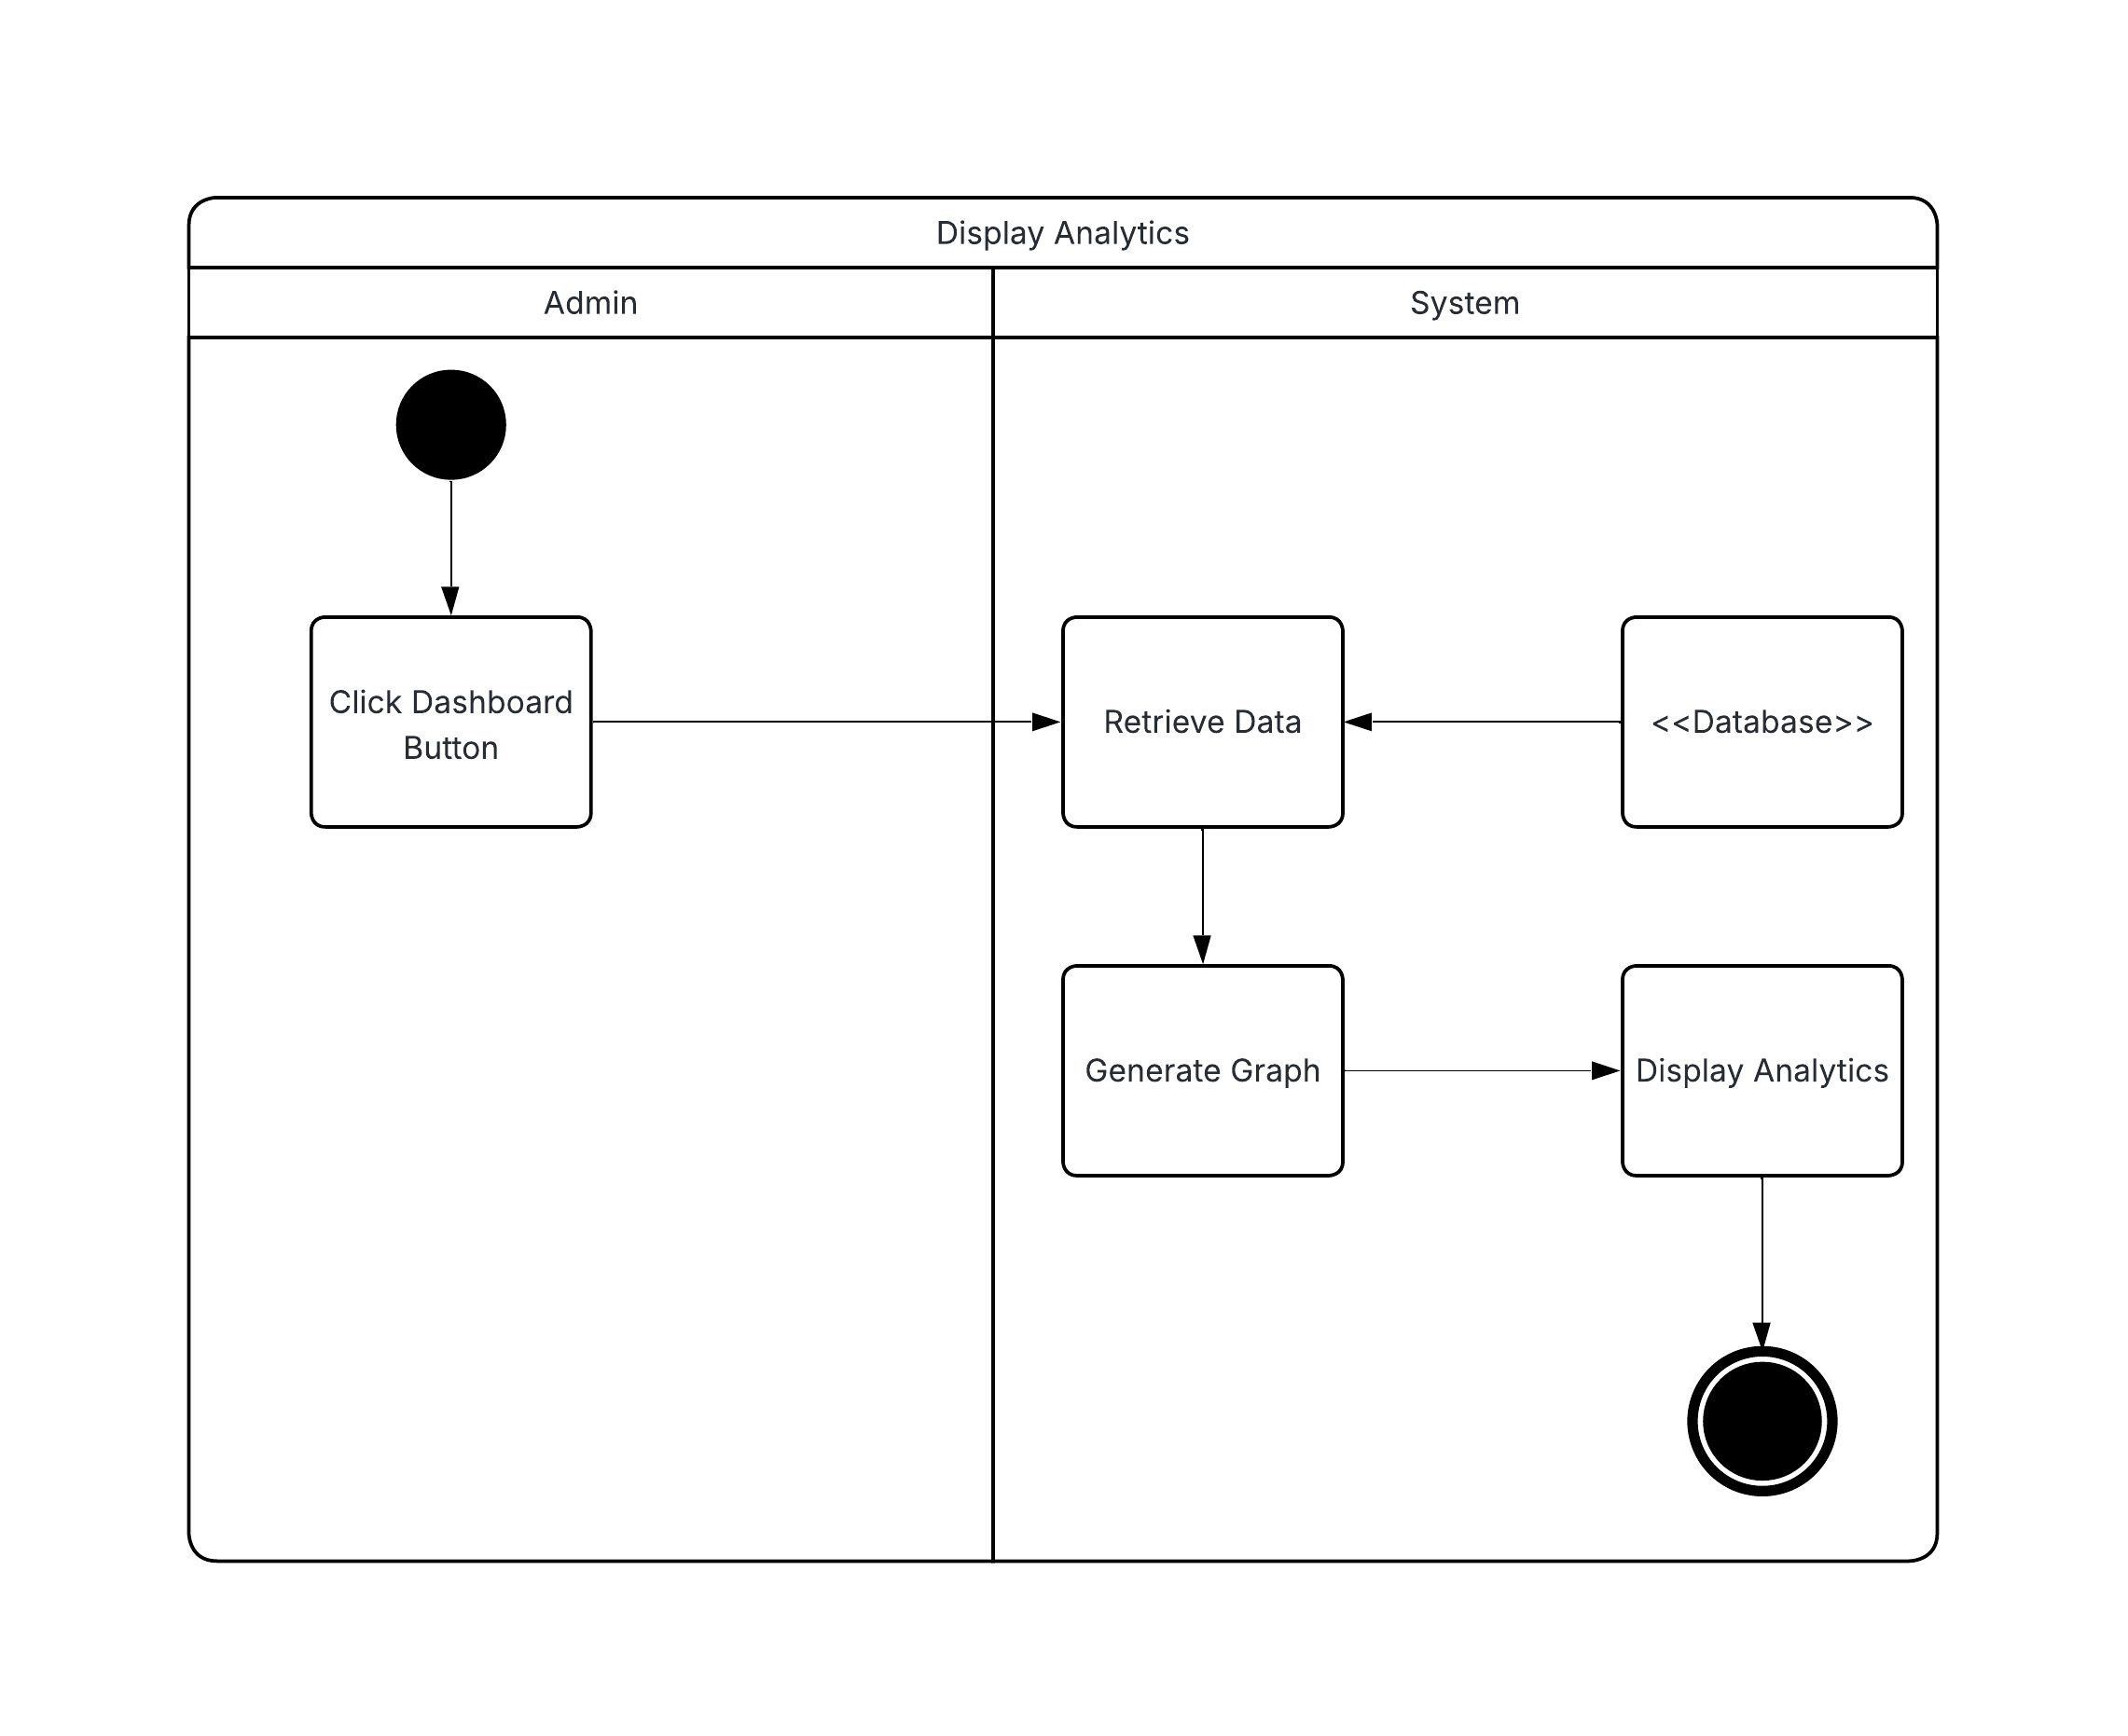 Display Analytics
Admin
System
Click Dashboard
Button
Retrieve Data
<<Database>>
Generate Graph
Display Analytics